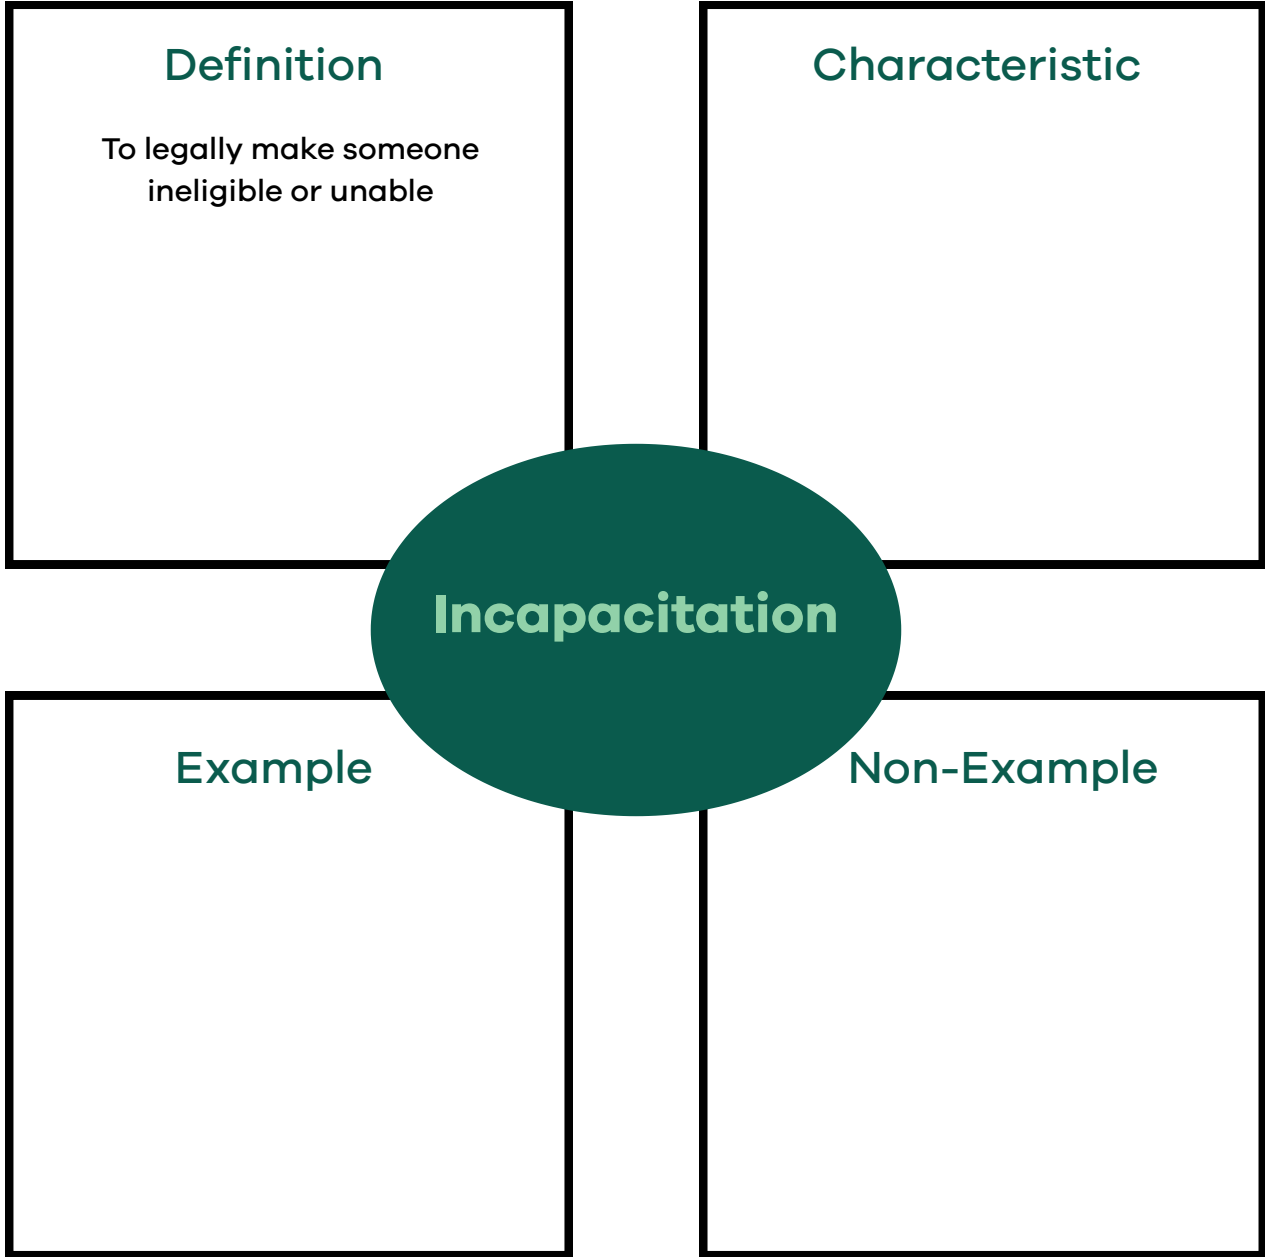 Definition
To legally make someone
ineligible or unable
Characteristic
Incapacitation
Example
Non-Example